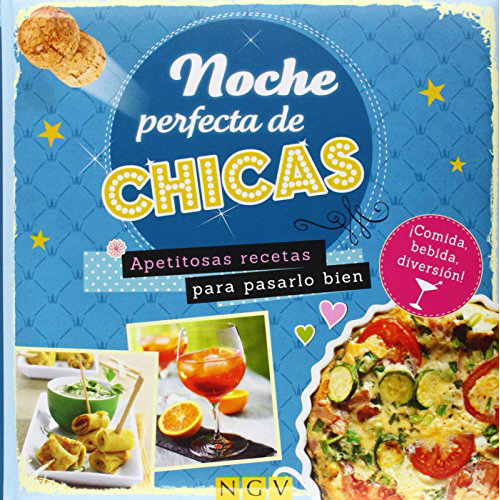 Noche
perfecta de
CHICAS
Apetitosas recetas
para pasarlo bien
¡Comida,
bebida,
diversión!
NGV